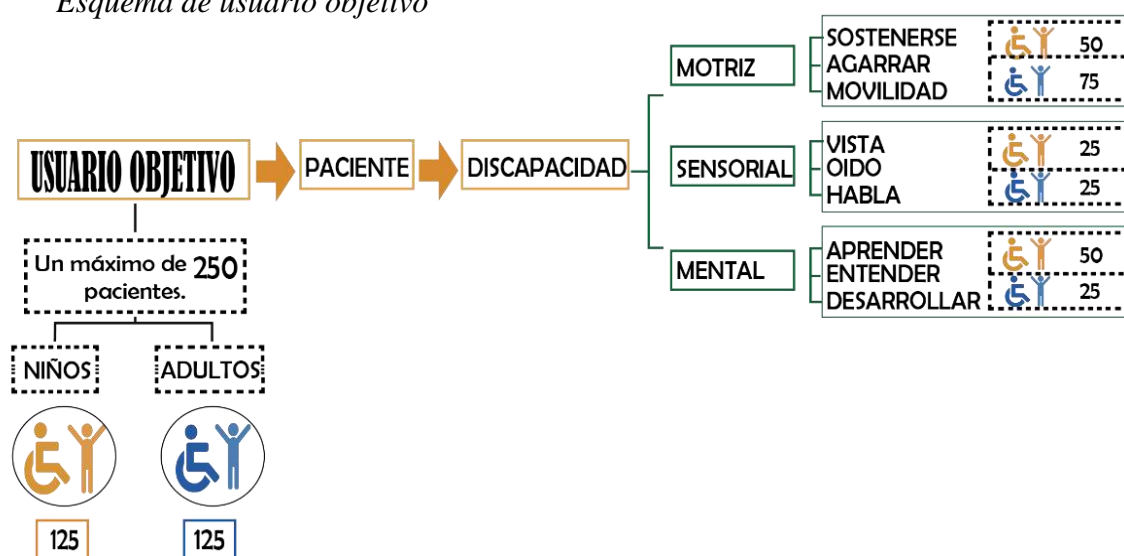 Esquema de usuario objetivo
USUARIO OBJETIVO
PACIENTE
DISCAPACIDAD
MOTRIZ
SOSTENERSE
AGARRAR
MOVILIDAD
50
75
SENSORIAL
VISTA
OIDO
HABLA
25
25
MENTAL
APRENDER
ENTENDER
DESARROLLAR
50
25
Un máximo de 250
pacientes.
NIÑOS
ADULTOS
125
125